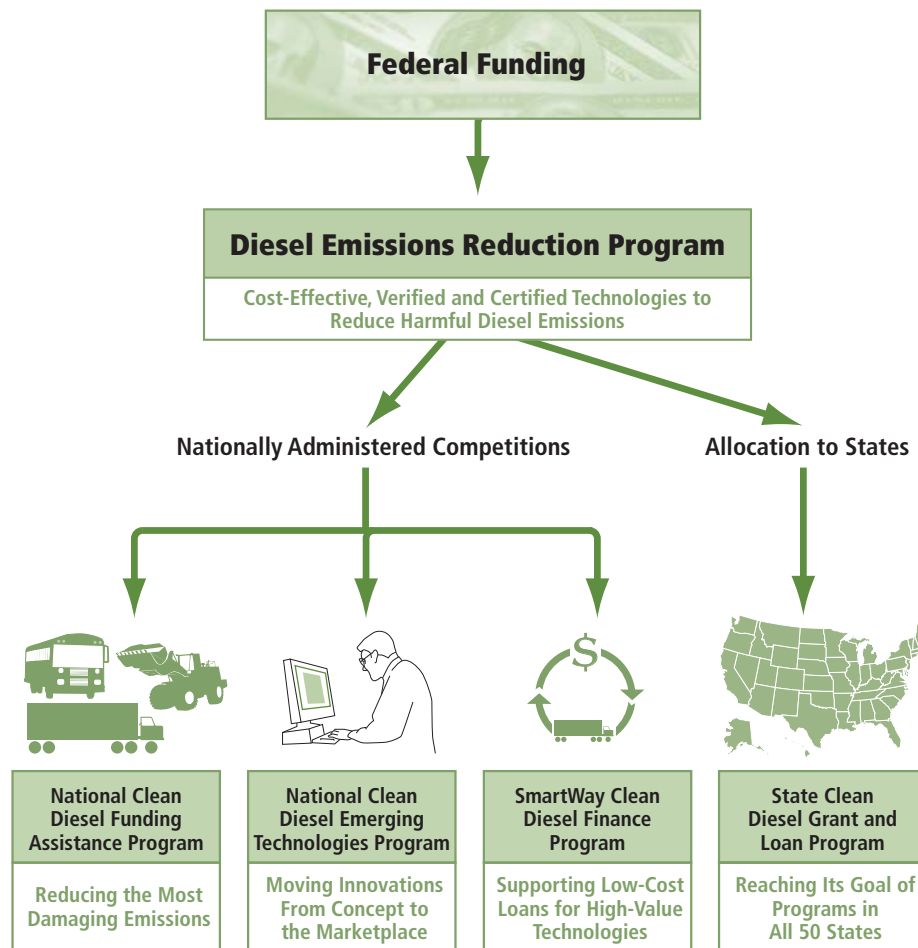 Federal Funding
Diesel Emissions Reduction Program
Cost-Effective, Verified and Certified Technologies to
Reduce Harmful Diesel Emissions
Nationally Administered Competitions
Allocation to States
$
National Clean
Diesel Funding
Assistance Program
Reducing the Most
Damaging Emissions
National Clean
Diesel Emerging
Technologies Program
Moving Innovations
From Concept to
the Marketplace
SmartWay Clean
Diesel Finance
Program
Supporting Low-Cost
Loans for High-Value
Technologies
State Clean
Diesel Grant and
Loan Program
Reaching Its Goal of
Programs in
All 50 States